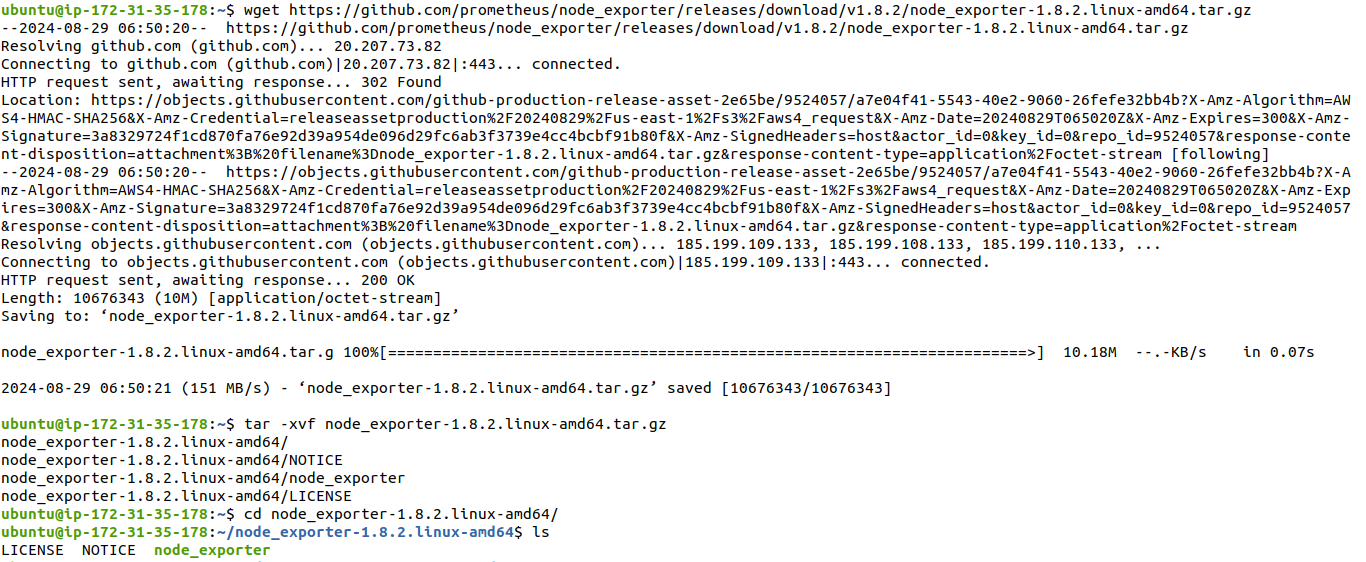 ubuntu@ip-172-31-35-178:~$ wget https://github.com/prometheus/node_exporter/releases/download/v1.8.2/node_exporter-1.8.2.linux-amd64.tar.gz
--2024-08-29 06:50:20--  https://github.com/prometheus/node_exporter/releases/download/v1.8.2/node_exporter-1.8.2.linux-amd64.tar.gz
Resolving github.com (github.com)... 20.207.73.82
Connecting to github.com (github.com)|20.207.73.82|:443... connected.
HTTP request sent, awaiting response... 302 Found
Location: https://objects.githubusercontent.com/github-production-release-asset-2e65be/9524057/a7e04f41-5543-40e2-9060-26fefe32bb4b?X-Amz-Algorithm=AW
S4-HMAC-SHA256&X-Amz-Credential=releaseassetproduction%2F20240829%2Fus-east-1%2Fs3%2Faws4_request&X-Amz-Date=20240829T065020Z&X-Amz-Expires=300&X-Amz-
Signature=3a8329724f1cd870fa76e92d39a954de096d29fc6ab3f3739e4cc4bcbf91b80f&X-Amz-SignedHeaders=host&actor_id=0&key_id=0&repo_id=9524057&response-conte
nt-disposition=attachment%3B%20filename%3Dnode_exporter-1.8.2.linux-amd64.tar.gz&response-content-type=application%2Foctet-stream [following]
--2024-08-29 06:50:20--  https://objects.githubusercontent.com/github-production-release-asset-2e65be/9524057/a7e04f41-5543-40e2-9060-26fefe32bb4b?X-A
mz-Algorithm=AWS4-HMAC-SHA256&X-Amz-Credential=releaseassetproduction%2F20240829%2Fus-east-1%2Fs3%2Faws4_request&X-Amz-Date=20240829T065020Z&X-Amz-Exp
ires=300&X-Amz-Signature=3a8329724f1cd870fa76e92d39a954de096d29fc6ab3f3739e4cc4bcbf91b80f&X-Amz-SignedHeaders=host&actor_id=0&key_id=0&repo_id=9524057
&response-content-disposition=attachment%3B%20filename%3Dnode_exporter-1.8.2.linux-amd64.tar.gz&response-content-type=application%2Foctet-stream
Resolving objects.githubusercontent.com (objects.githubusercontent.com)... 185.199.109.133, 185.199.108.133, 185.199.110.133, ...
Connecting to objects.githubusercontent.com (objects.githubusercontent.com)|185.199.109.133|:443... connected.
HTTP request sent, awaiting response... 200 OK
Length: 10676343 (10M) [application/octet-stream]
Saving to: ‘node_exporter-1.8.2.linux-amd64.tar.gz’
node_exporter-1.8.2.linux-amd64.tar.g 100%[=======================================================================>]  10.18M  --.-KB/s    in 0.07s
2024-08-29 06:50:21 (151 MB/s) - ‘node_exporter-1.8.2.linux-amd64.tar.gz’ saved [10676343/10676343]
ubuntu@ip-172-31-35-178:~$ tar -xvf node_exporter-1.8.2.linux-amd64.tar.gz
node_exporter-1.8.2.linux-amd64/
node_exporter-1.8.2.linux-amd64/NOTICE
node_exporter-1.8.2.linux-amd64/node_exporter
node_exporter-1.8.2.linux-amd64/LICENSE
ubuntu@ip-172-31-35-178:~$ cd node_exporter-1.8.2.linux-amd64/
ubuntu@ip-172-31-35-178:~/node_exporter-1.8.2.linux-amd64$ ls
LICENSE  NOTICE  node_exporter